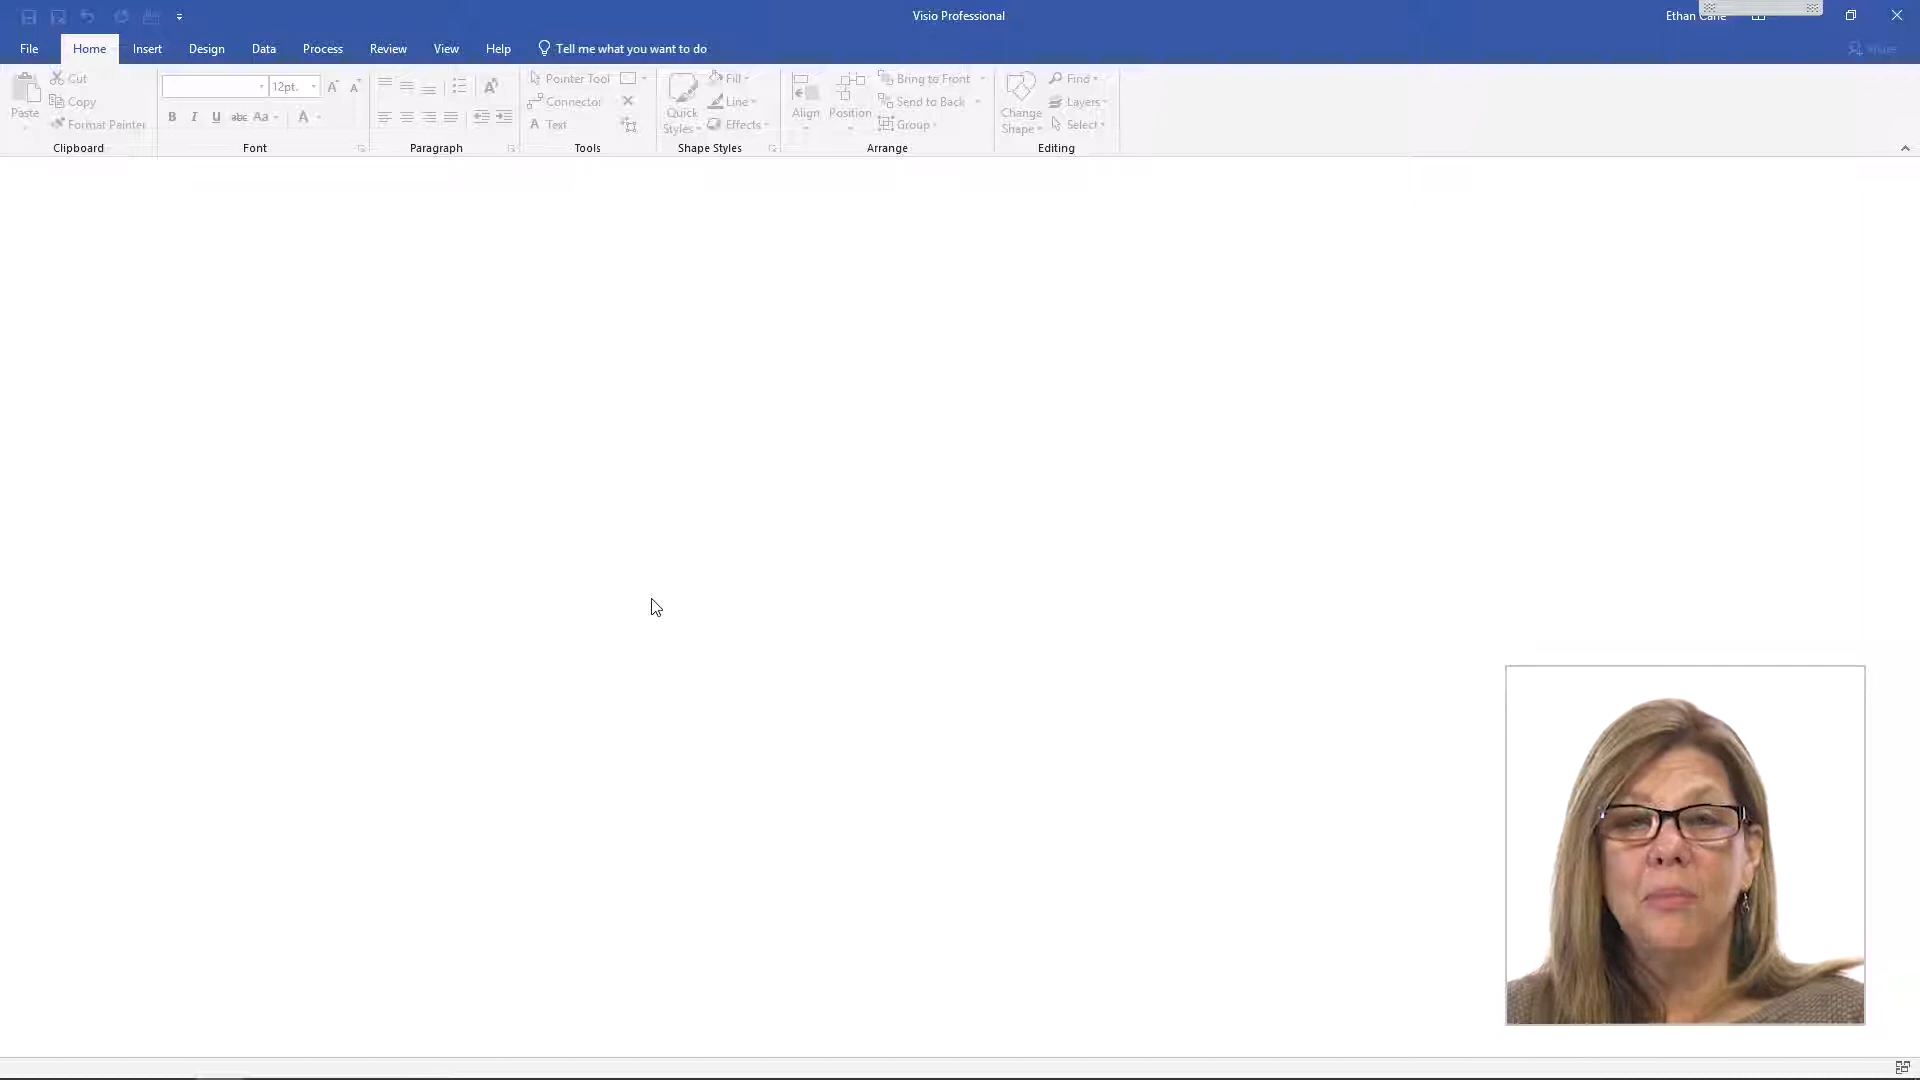 Visio Professional
Ethan Cane
File Home Insert Design Data Process Review View Help Tell me what you want to do Share
Paste Cut Copy Format Painter
12pt.
B I U abc Aa A
Pointer Tool
Connector
Text
Quick Styles
Fill
Line
Effects
Align Position
Bring to Front
Send to Back
Group
Change Shape
Find
Layers
Select
Clipboard Font Paragraph Tools Shape Styles Arrange Editing